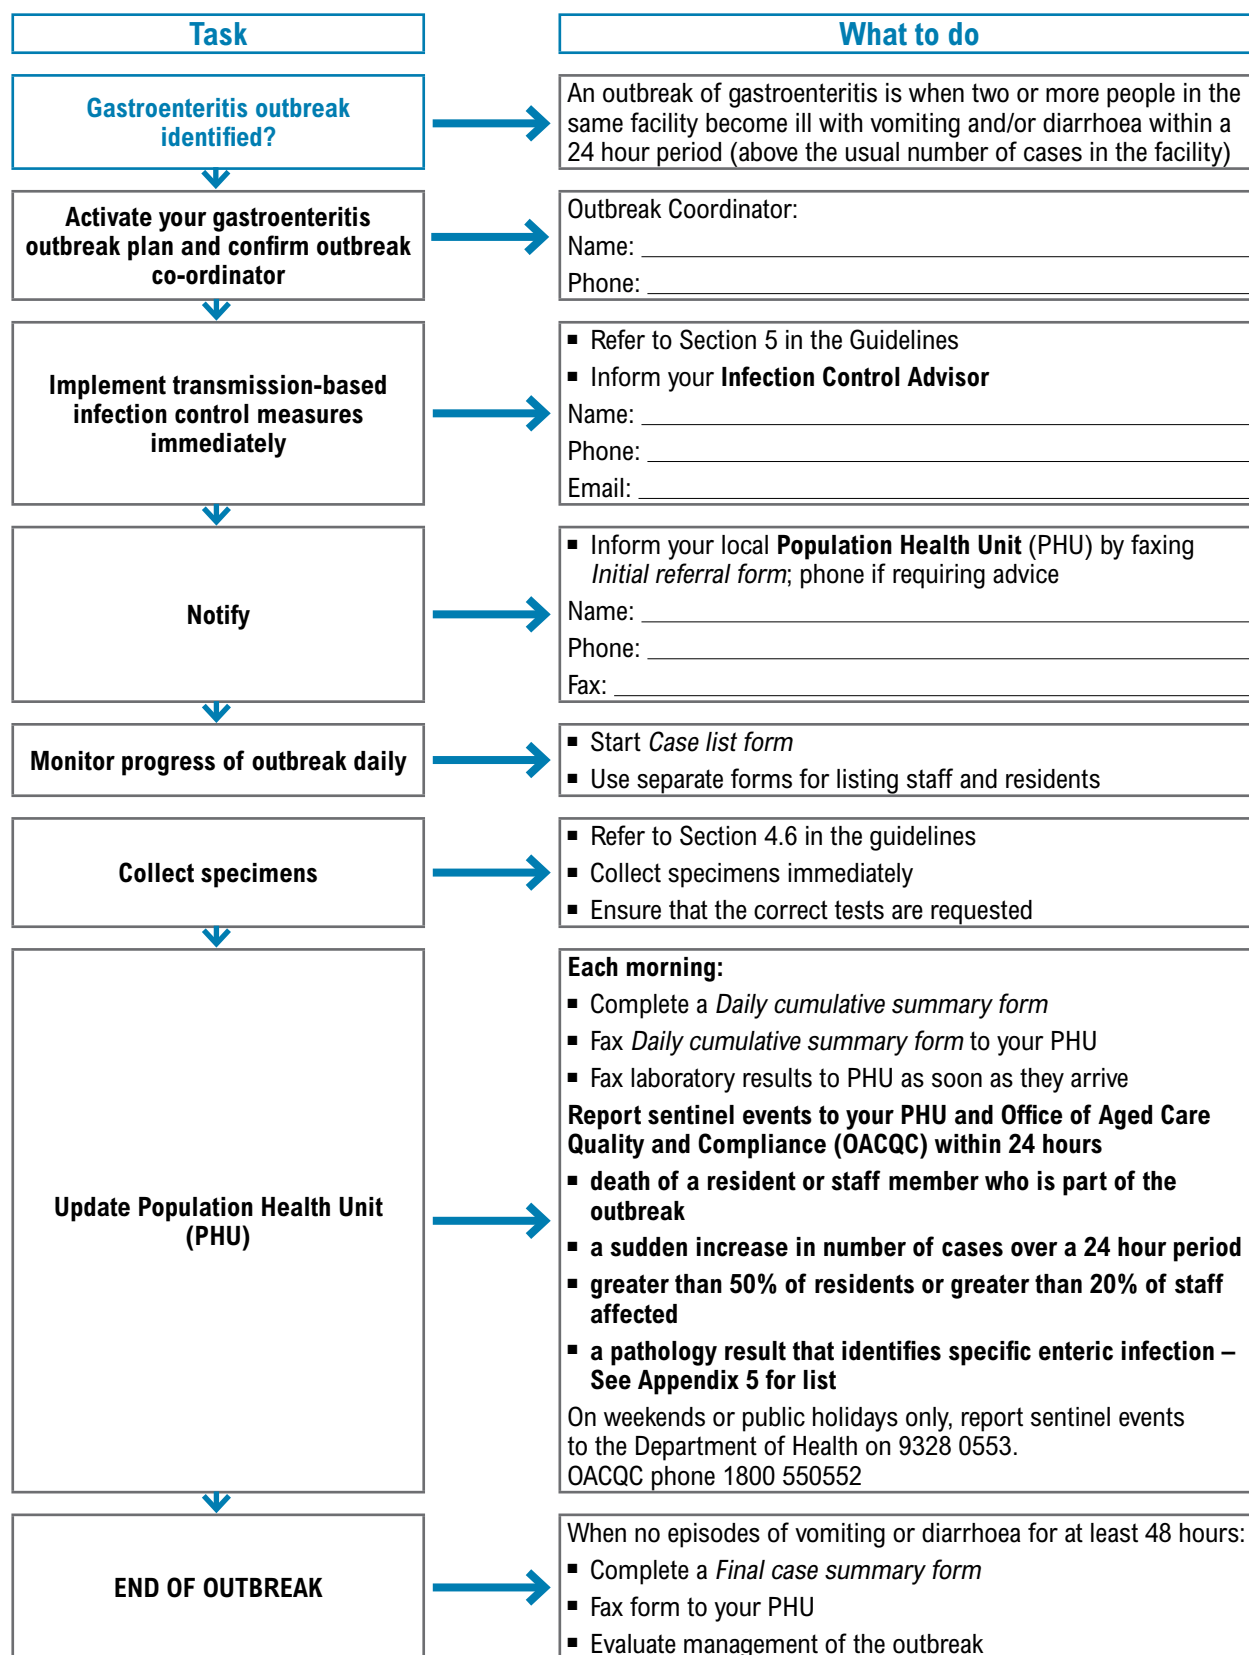 Task
What to do
Gastroenteritis outbreak
identified?
An outbreak of gastroenteritis is when two or more people in the
same facility become ill with vomiting and/or diarrhoea within a
24 hour period (above the usual number of cases in the facility)
Activate your gastroenteritis
outbreak plan and confirm outbreak
co-ordinator
Outbreak Coordinator:
Name:
Phone:
Implement transmission-based
infection control measures
immediately
▪ Refer to Section 5 in the Guidelines
▪ Inform your Infection Control Advisor
Name:
Phone:
Email:
Notify
▪ Inform your local Population Health Unit (PHU) by faxing
Initial referral form; phone if requiring advice
Name:
Phone:
Fax:
Monitor progress of outbreak daily
▪ Start Case list form
▪ Use separate forms for listing staff and residents
Collect specimens
▪ Refer to Section 4.6 in the guidelines
▪ Collect specimens immediately
▪ Ensure that the correct tests are requested
Update Population Health Unit
(PHU)
Each morning:
▪ Complete a Daily cumulative summary form
▪ Fax Daily cumulative summary form to your PHU
▪ Fax laboratory results to PHU as soon as they arrive
Report sentinel events to your PHU and Office of Aged Care
Quality and Compliance (OACQC) within 24 hours
▪ death of a resident or staff member who is part of the
outbreak
▪ a sudden increase in number of cases over a 24 hour period
▪ greater than 50% of residents or greater than 20% of staff
affected
▪ a pathology result that identifies specific enteric infection –
See Appendix 5 for list
On weekends or public holidays only, report sentinel events
to the Department of Health on 9328 0553.
OACQC phone 1800 550552
END OF OUTBREAK
When no episodes of vomiting or diarrhoea for at least 48 hours:
▪ Complete a Final case summary form
▪ Fax form to your PHU
▪ Evaluate management of the outbreak